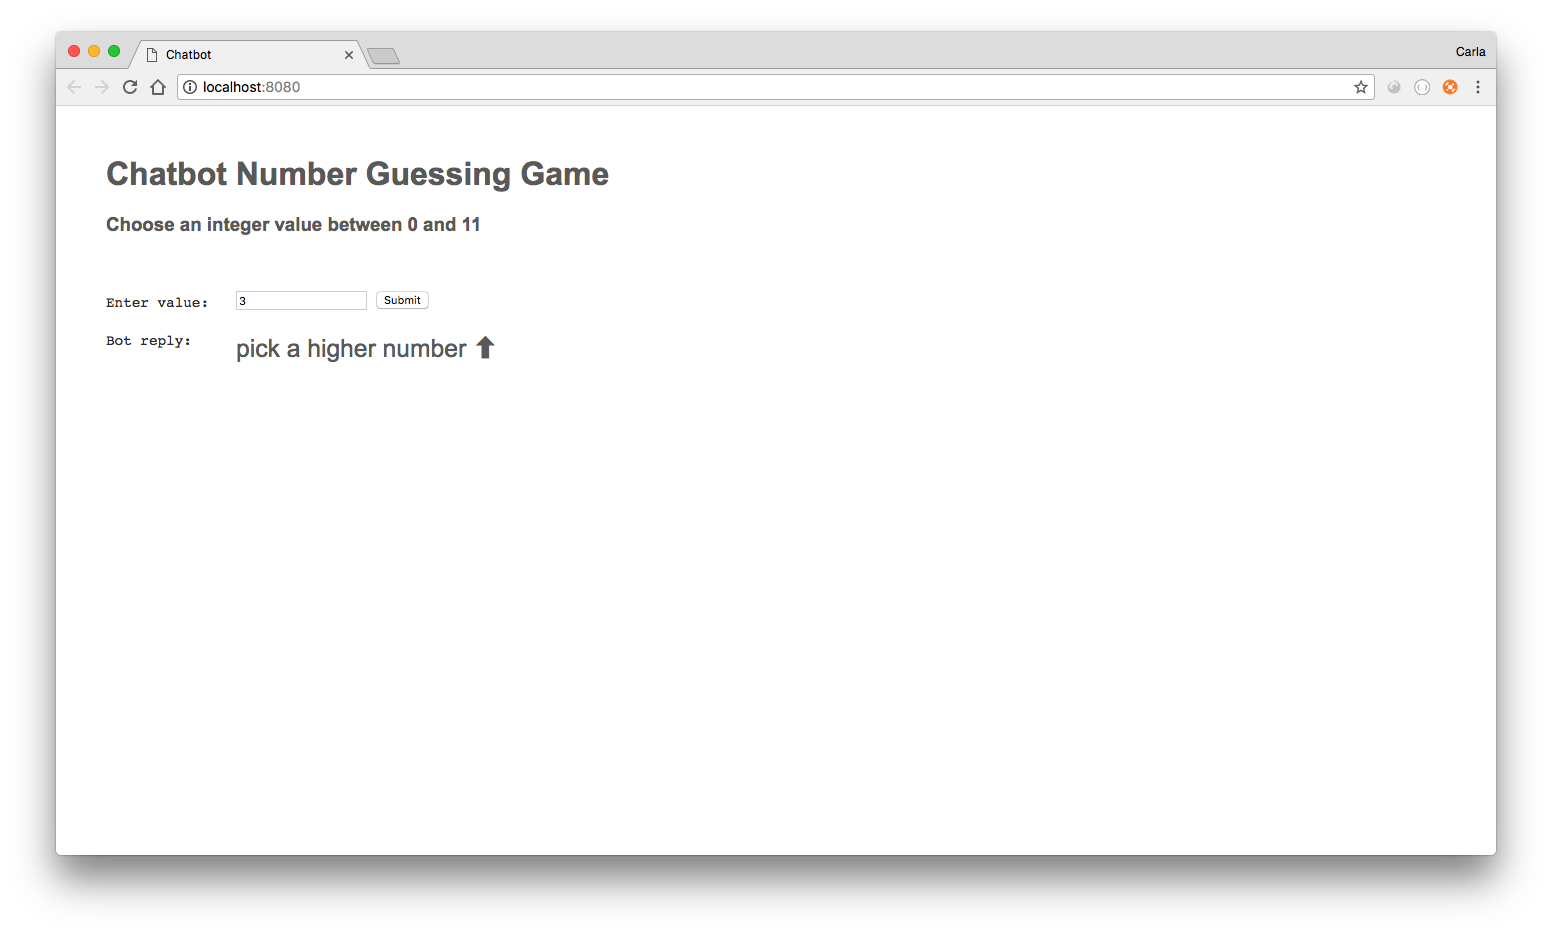 Chatbot
Carla
localhost:8080
Chatbot Number Guessing Game
Choose an integer value between 0 and 11
Enter value: 3 Submit
Bot reply: pick a higher number ⬆